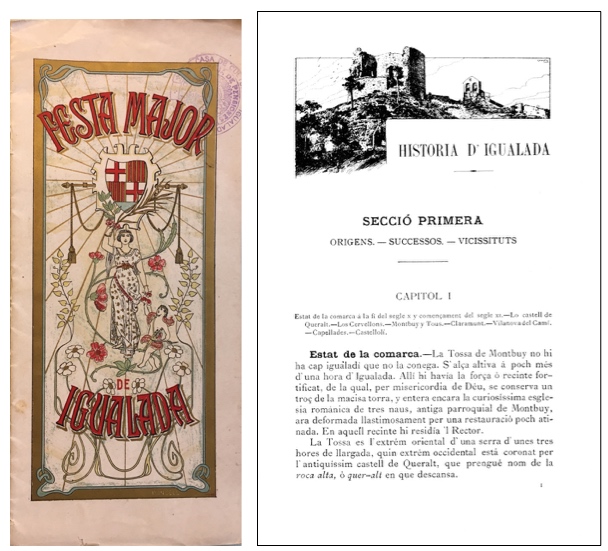 FESTA MAJOR
DE
IGUALADA
HISTORIA D' IGUALADA
SECCIÓ PRIMERA
ORIGENS. — SUCCESSOS. — VICISSITUTS
CAPITOL I
Estat de la comarca á la fi del segle x y començament del segle xi.—Lo castell de
Queralt.—Los Cervellons.—Montbuy y Tous.—Claramunt.—Vilanova del Camí.
—Capellades.—Castellolí.
Estat de la comarca.—La Tossa de Montbuy no hi
ha cap igualadí que no la conega. S' alça altiva á poch més
d' una hora d' Igualada. Allí hi havía la força ó recinte for-
tificat, de la qual, per misericordia de Déu, se conserva un
troç de la macisa torra, y entera encara la curiosíssima esgle-
sia románica de tres naus, antiga parroquial de Montbuy,
ara deformada llastimosament per una restauració poch ati-
nada. En aquell recinte hi residía 'l Rector.
La Tossa es l' extrém oriental d' una serra d' unes tres
hores de llargada, quin extrém occidental está coronat per
l' antiquíssim castell de Queralt, que prengué nom de la
roca alta, ó quer-alt en que descansa.